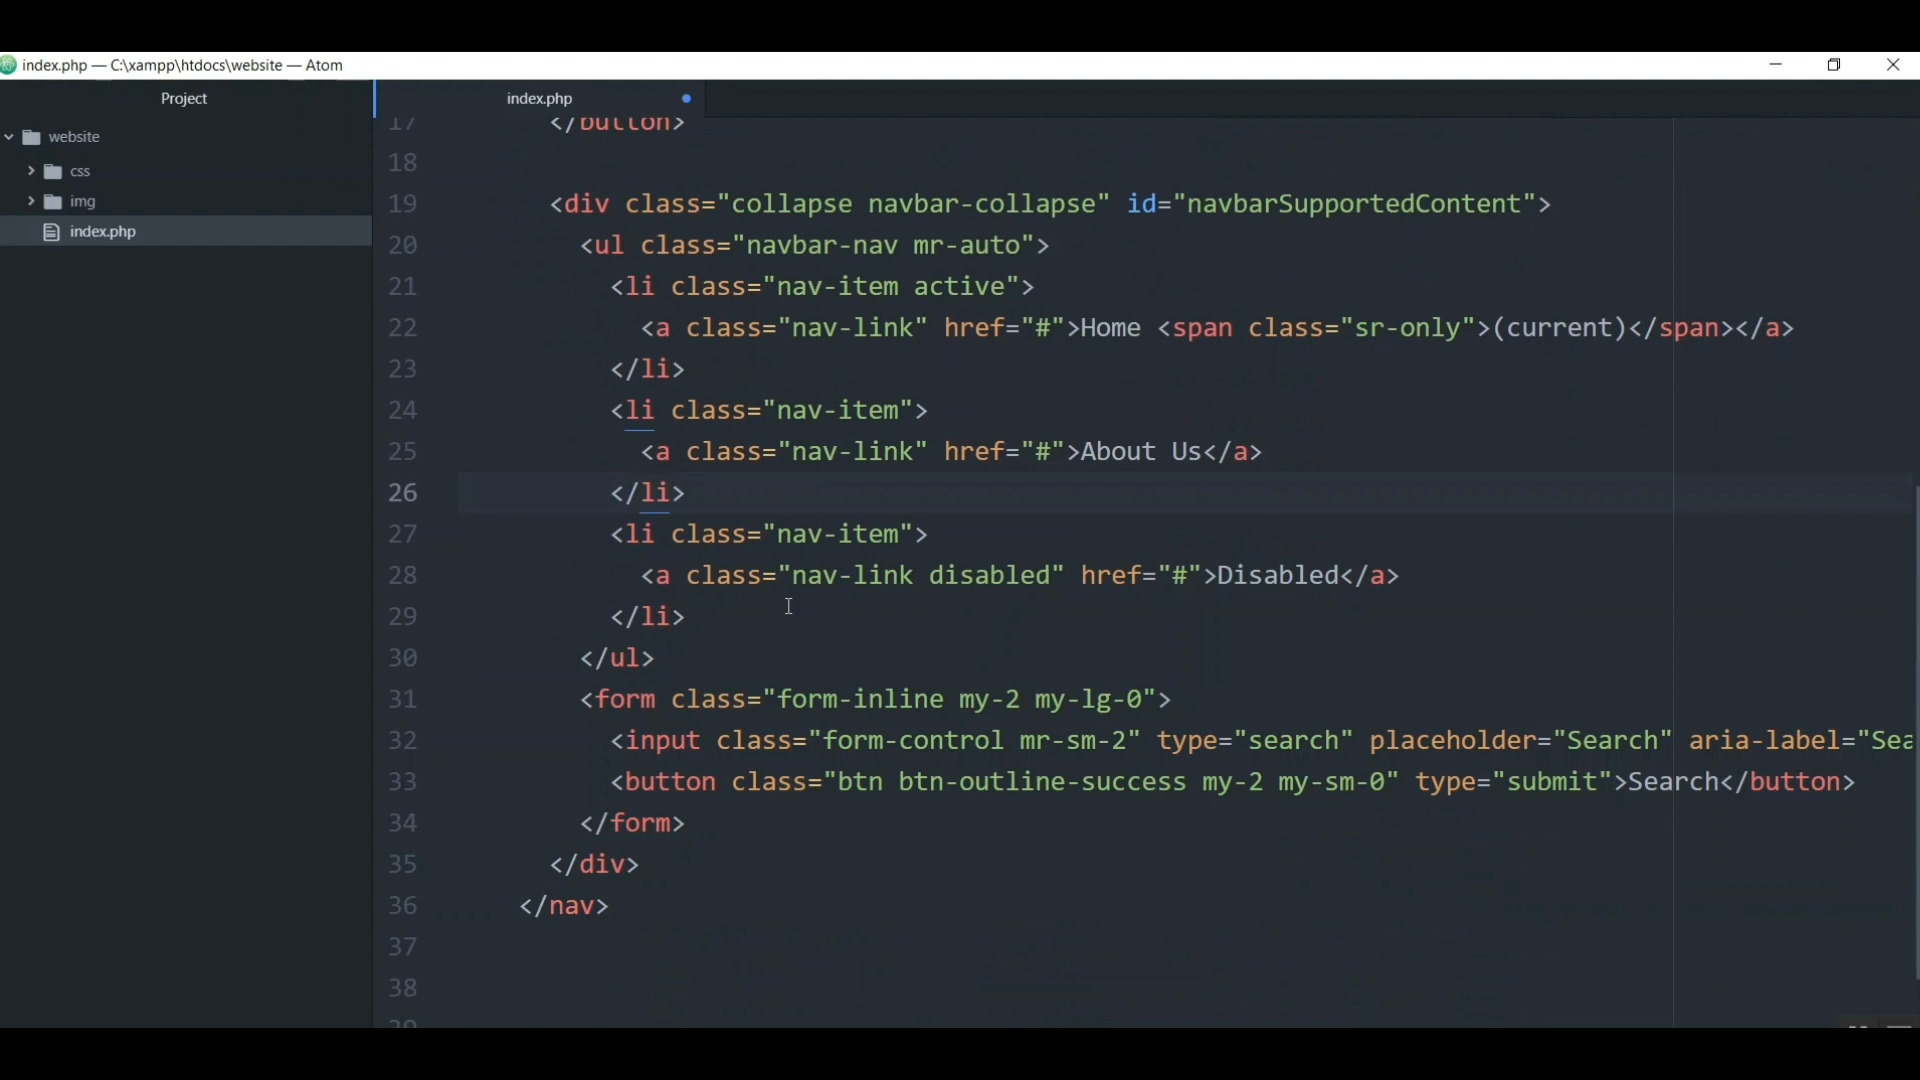 index.php — C:\xampp\htdocs\website — Atom
Project
website
css
img
index.php
index.php
17 </button>
18
19 <div class="collapse navbar-collapse" id="navbarSupportedContent">
20 <ul class="navbar-nav mr-auto">
21 <li class="nav-item active">
22 <a class="nav-link" href="#">Home <span class="sr-only">(current)</span></a>
23 </li>
24 <li class="nav-item">
25 <a class="nav-link" href="#">About Us</a>
26 </li>
27 <li class="nav-item">
28 <a class="nav-link disabled" href="#">Disabled</a>
29 </li>
30 </ul>
31 <form class="form-inline my-2 my-lg-0">
32 <input class="form-control mr-sm-2" type="search" placeholder="Search" aria-label="Sea
33 <button class="btn btn-outline-success my-2 my-sm-0" type="submit">Search</button>
34 </form>
35 </div>
36 </nav>
37
38
39